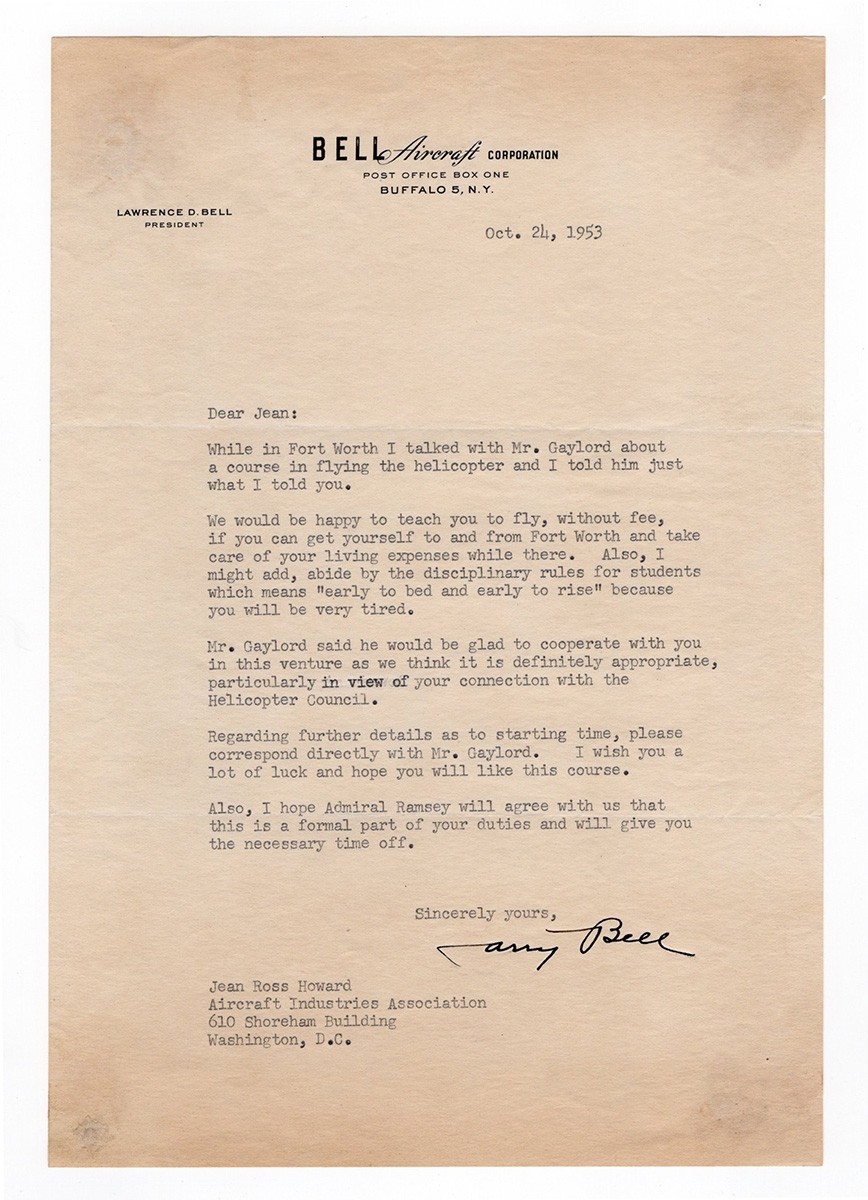 BELL Aircraft CORPORATION
POST OFFICE BOX ONE
BUFFALO 5, N.Y.
LAWRENCE D. BELL
PRESIDENT
Oct. 24, 1953
Dear Jean:
While in Fort Worth I talked with Mr. Gaylord about
a course in flying the helicopter and I told him just
what I told you.
We would be happy to teach you to fly, without fee,
if you can get yourself to and from Fort Worth and take
care of your living expenses while there. Also, I
might add, abide by the disciplinary rules for students
which means "early to bed and early to rise" because
you will be very tired.
Mr. Gaylord said he would be glad to cooperate with you
in this venture as we think it is definitely appropriate,
particularly in view of your connection with the
Helicopter Council.
Regarding further details as to starting time, please
correspond directly with Mr. Gaylord. I wish you a
lot of luck and hope you will like this course.
Also, I hope Admiral Ramsey will agree with us that
this is a formal part of your duties and will give you
the necessary time off.
Sincerely yours,
Larry Bell
Jean Ross Howard
Aircraft Industries Association
610 Shoreham Building
Washington, D.C.